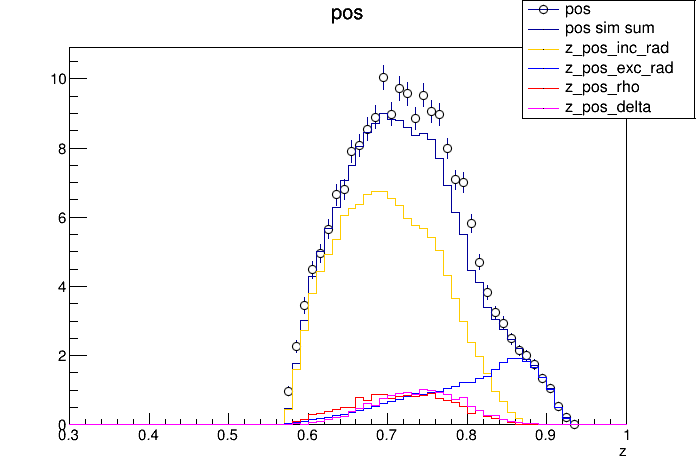 pos
pos
pos sim sum
z_pos_inc_rad
z_pos_exc_rad
z_pos_rho
z_pos_delta
10
8
6
4
2
0
0.3 0.4 0.5 0.6 0.7 0.8 0.9 1
z